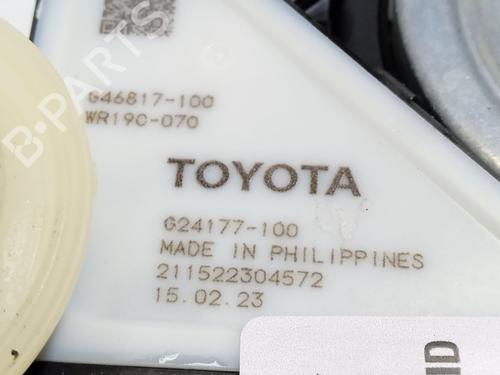 B-PARTS
G46817-100
WR19C-070
TOYOTA
G24177-100
MADE IN PHILIPPINES
211522304572
15.02.23